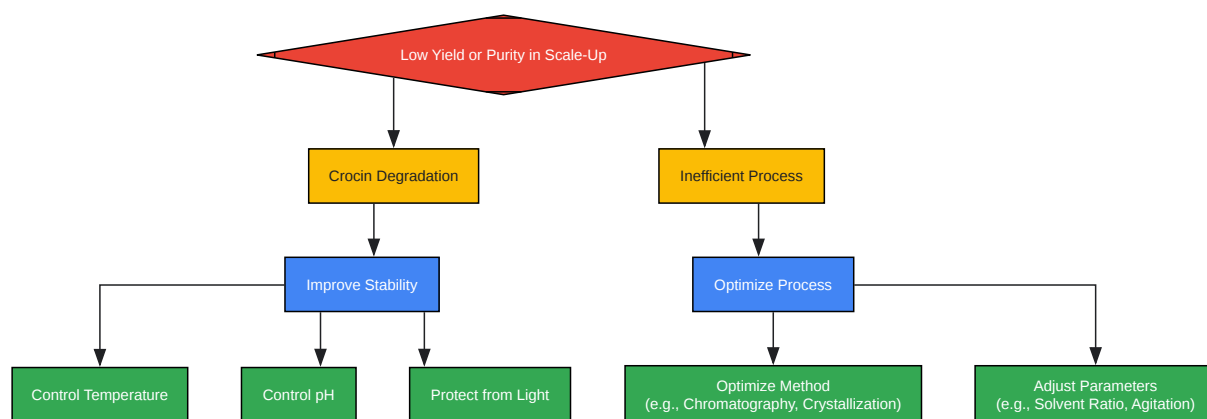 Low Yield or Purity in Scale-Up
Crocin Degradation
Inefficient Process
Improve Stability
Optimize Process
Control Temperature
Control pH
Protect from Light
Optimize Method
(e.g., Chromatography, Crystallization)
Adjust Parameters
(e.g., Solvent Ratio, Agitation)